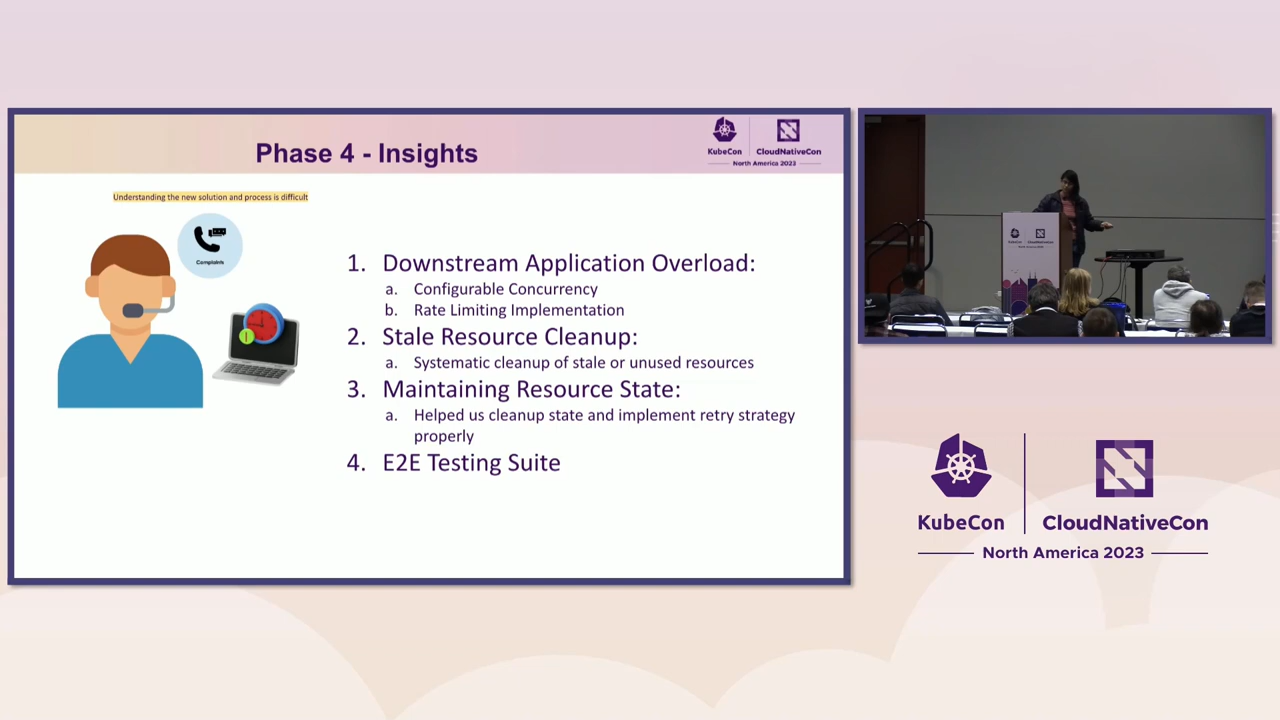 Phase 4 - Insights
KubeCon
CloudNativeCon
North America 2023
Understanding the new solution and process is difficult
Complaints
1. Downstream Application Overload:
a. Configurable Concurrency
b. Rate Limiting Implementation
2. Stale Resource Cleanup:
a. Systematic cleanup of stale or unused resources
3. Maintaining Resource State:
a. Helped us cleanup state and implement retry strategy
properly
4. E2E Testing Suite
KubeCon
CloudNativeCon
North America 2023